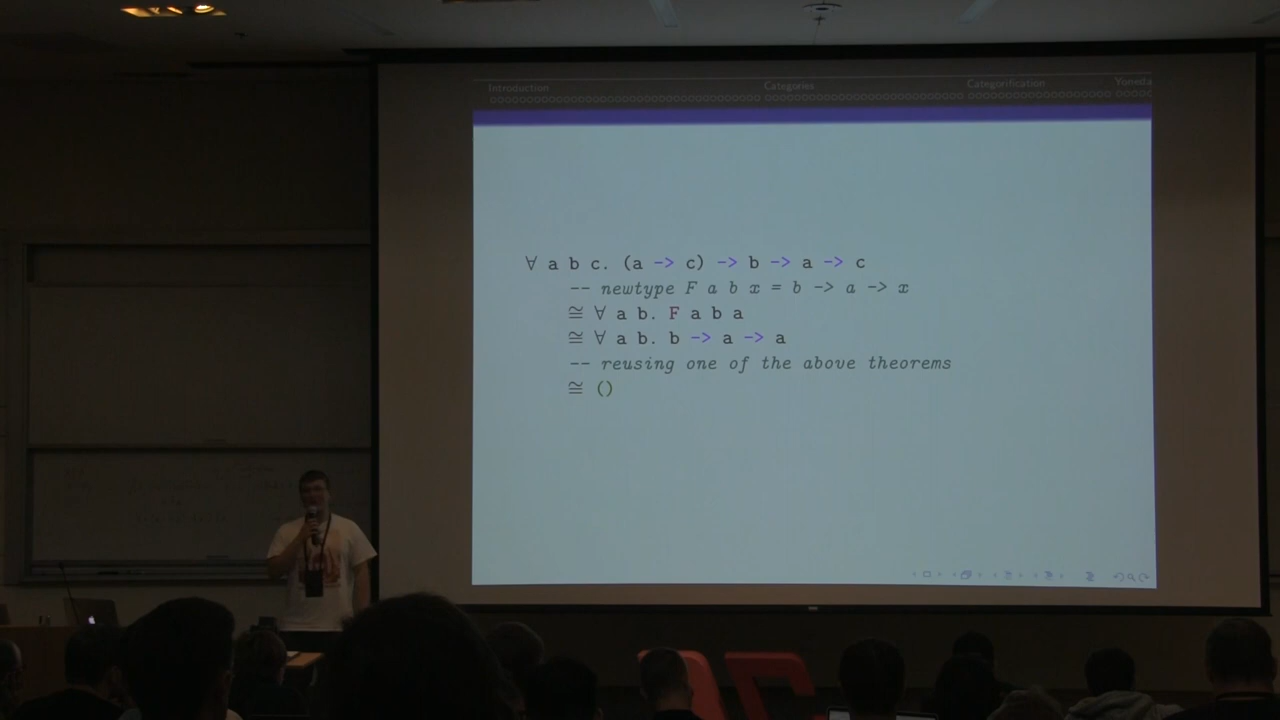 Introduction Categories Categorification Yoneda
∀ a b c. (a -> c) -> b -> a -> c
-- newtype F a b x = b -> a -> x
≅ ∀ a b. F a b a
≅ ∀ a b. b -> a -> a
-- reusing one of the above theorems
≅ ()